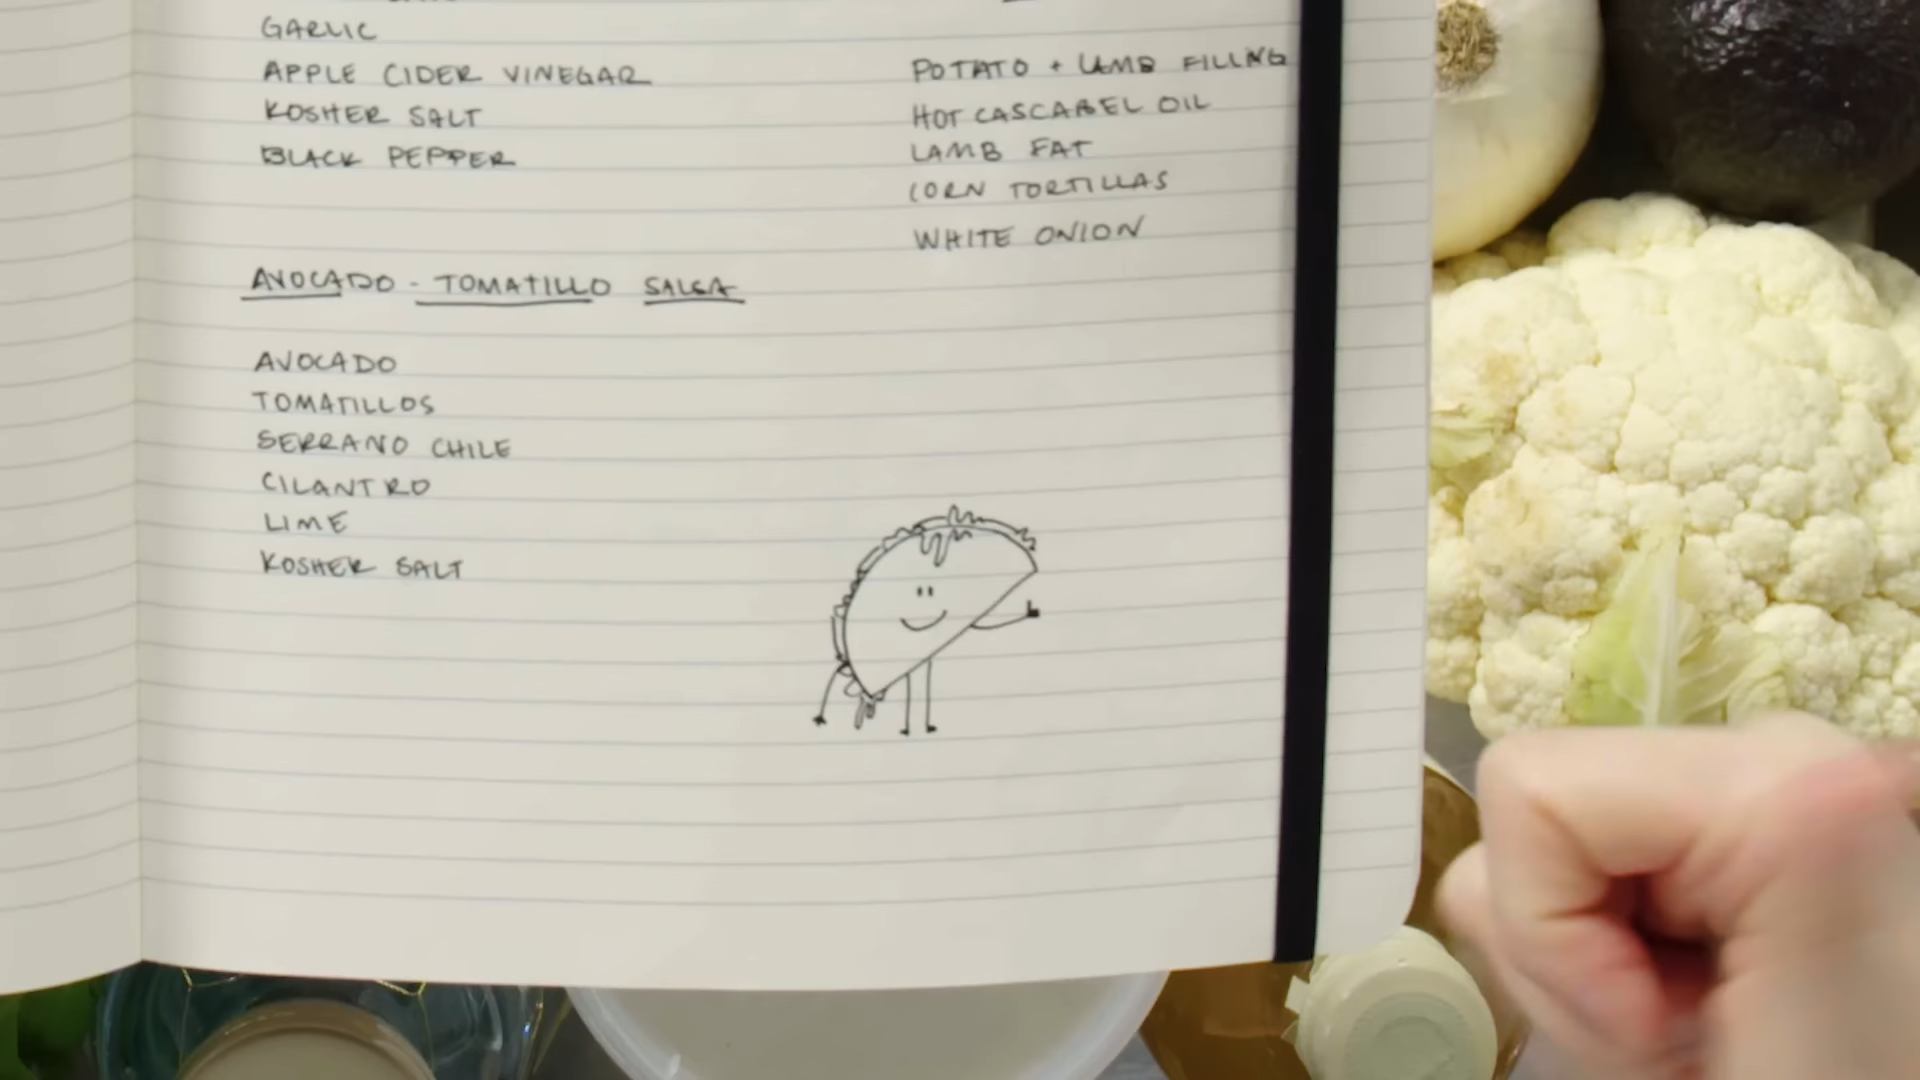 GARLIC
APPLE CIDER VINEGAR
KOSHER SALT
BLACK PEPPER
AVOCADO - TOMATILLO SALSA
AVOCADO
TOMATILLOS
SERRANO CHILE
CILANTRO
LIME
KOSHER SALT
POTATO + LAMB FILLING
HOT CASCABEL OIL
LAMB FAT
CORN TORTILLAS
WHITE ONION